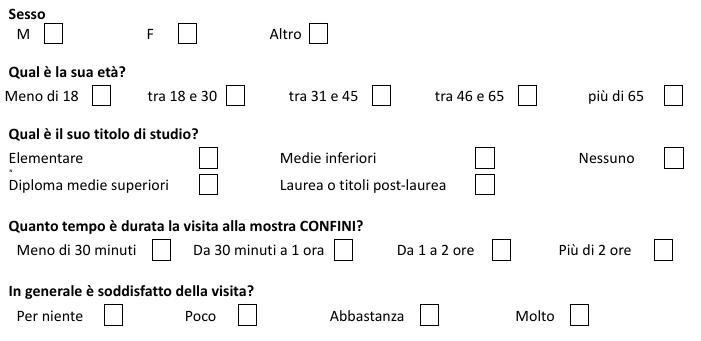 Sesso
M F Altro
Qual è la sua età?
Meno di 18 tra 18 e 30 tra 31 e 45 tra 46 e 65 più di 65
Qual è il suo titolo di studio?
Elementare Medie inferiori Nessuno
Diploma medie superiori Laurea o titoli post-laurea
Quanto tempo è durata la visita alla mostra CONFINI?
Meno di 30 minuti Da 30 minuti a 1 ora Da 1 a 2 ore Più di 2 ore
In generale è soddisfatto della visita?
Per niente Poco Abbastanza Molto